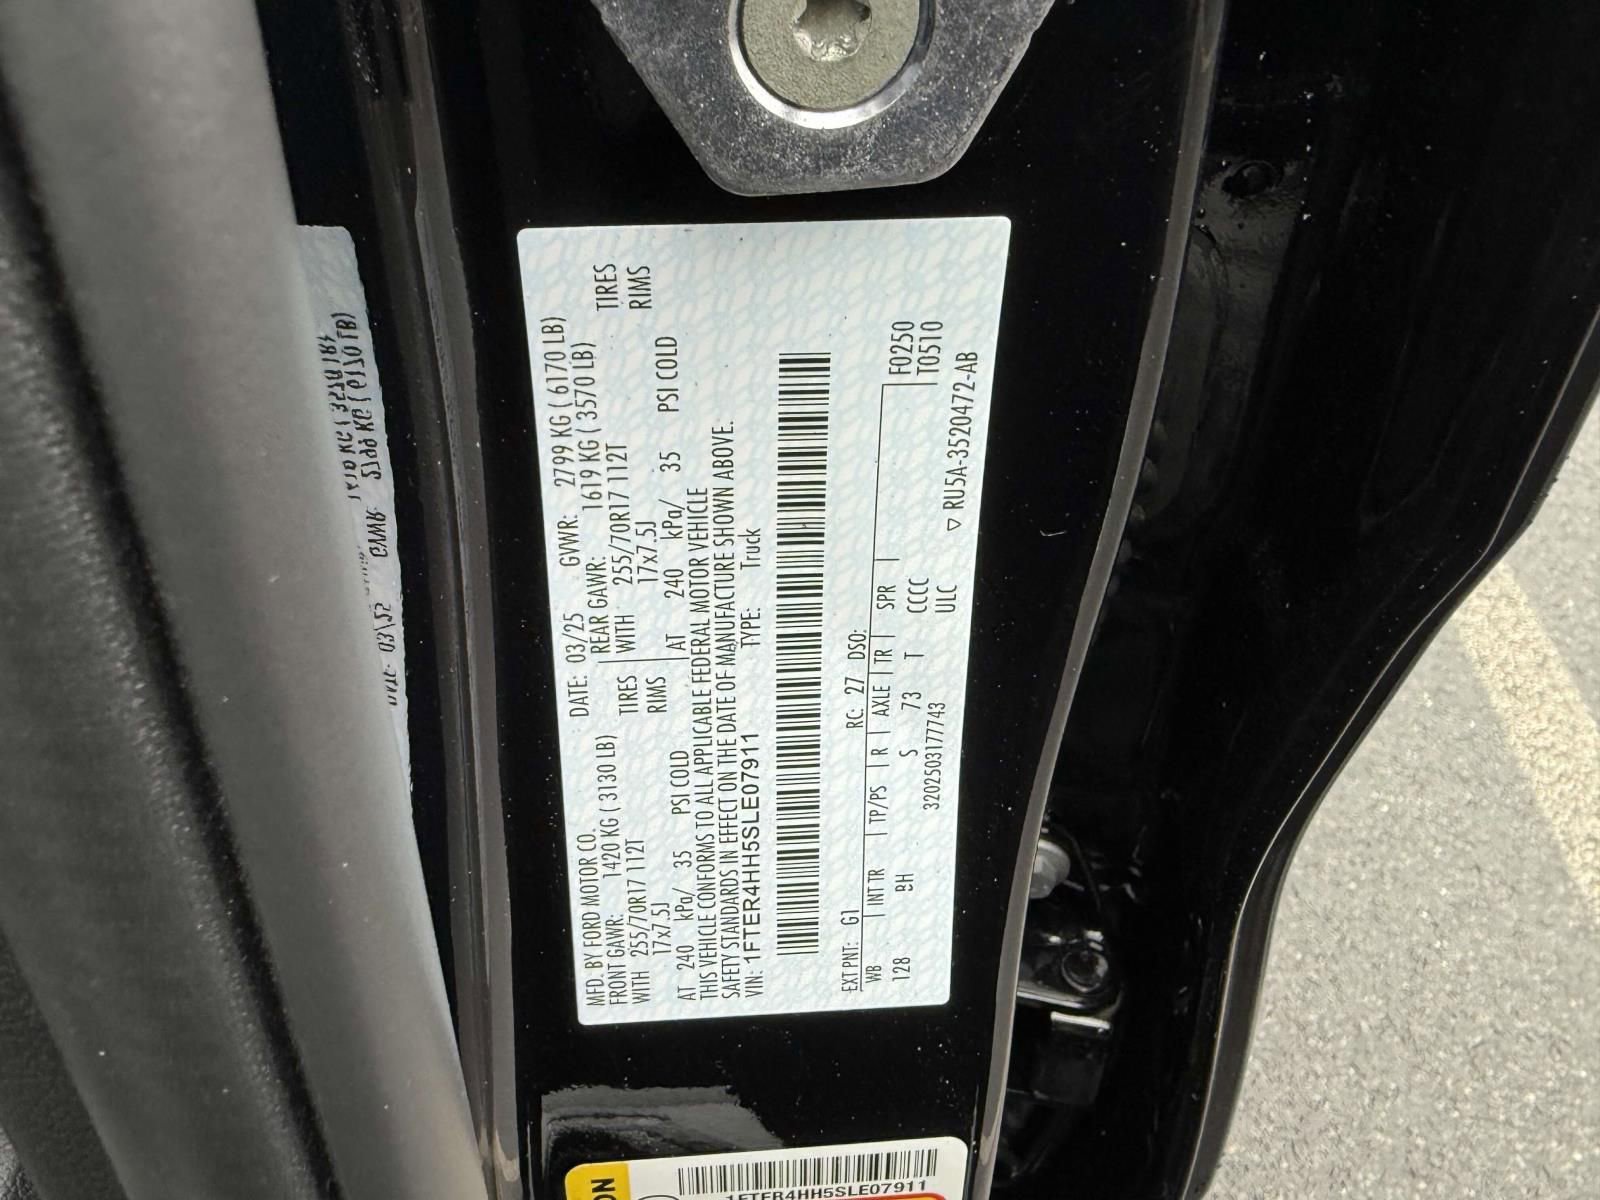 MFD. BY FORD MOTOR CO. DATE: 03/25 GVWR: 2799 KG ( 6170 LB)
FRONT GAWR: 1420 KG ( 3130 LB) REAR GAWR: 1619 KG ( 3570 LB)
WITH 255/70R17 112T TIRES WITH 255/70R17 112T TIRES
17x7.5J RIMS 17x7.5J RIMS
AT 240 kPa/ 35 PSI COLD AT 240 kPa/ 35 PSI COLD
THIS VEHICLE CONFORMS TO ALL APPLICABLE FEDERAL MOTOR VEHICLE
SAFETY STANDARDS IN EFFECT ON THE DATE OF MANUFACTURE SHOWN ABOVE.
VIN: 1FTER4HH5SLE07911 TYPE: Truck
EXT PNT: G1 RC: 27 DSO:
WB INT TR TP/PS R AXLE TR SPR F0250
128 BH S 73 T CCCC T0510
3202503177743 ULC
RU5A-3520472-AB
ON
1FTER4HH5SLE07911